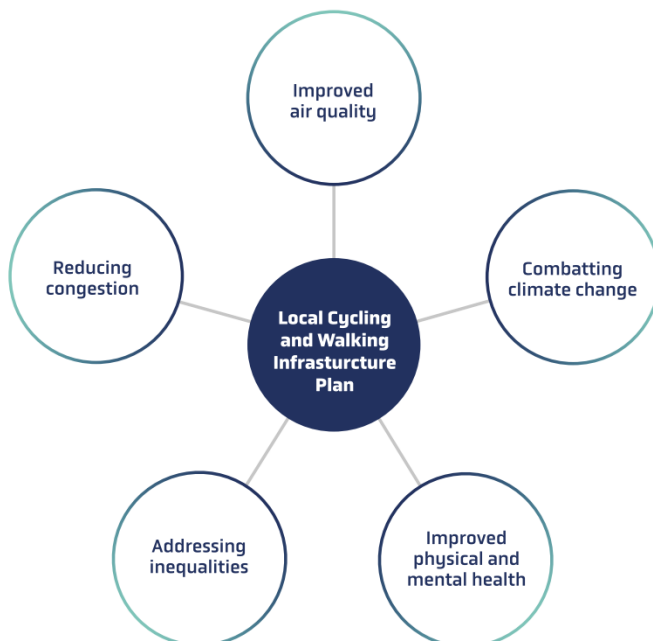 Improved
air quality
Reducing
congestion
Combatting
climate change
Local Cycling
and Walking
Infrasturcture
Plan
Addressing
inequalities
Improved
physical and
mental health